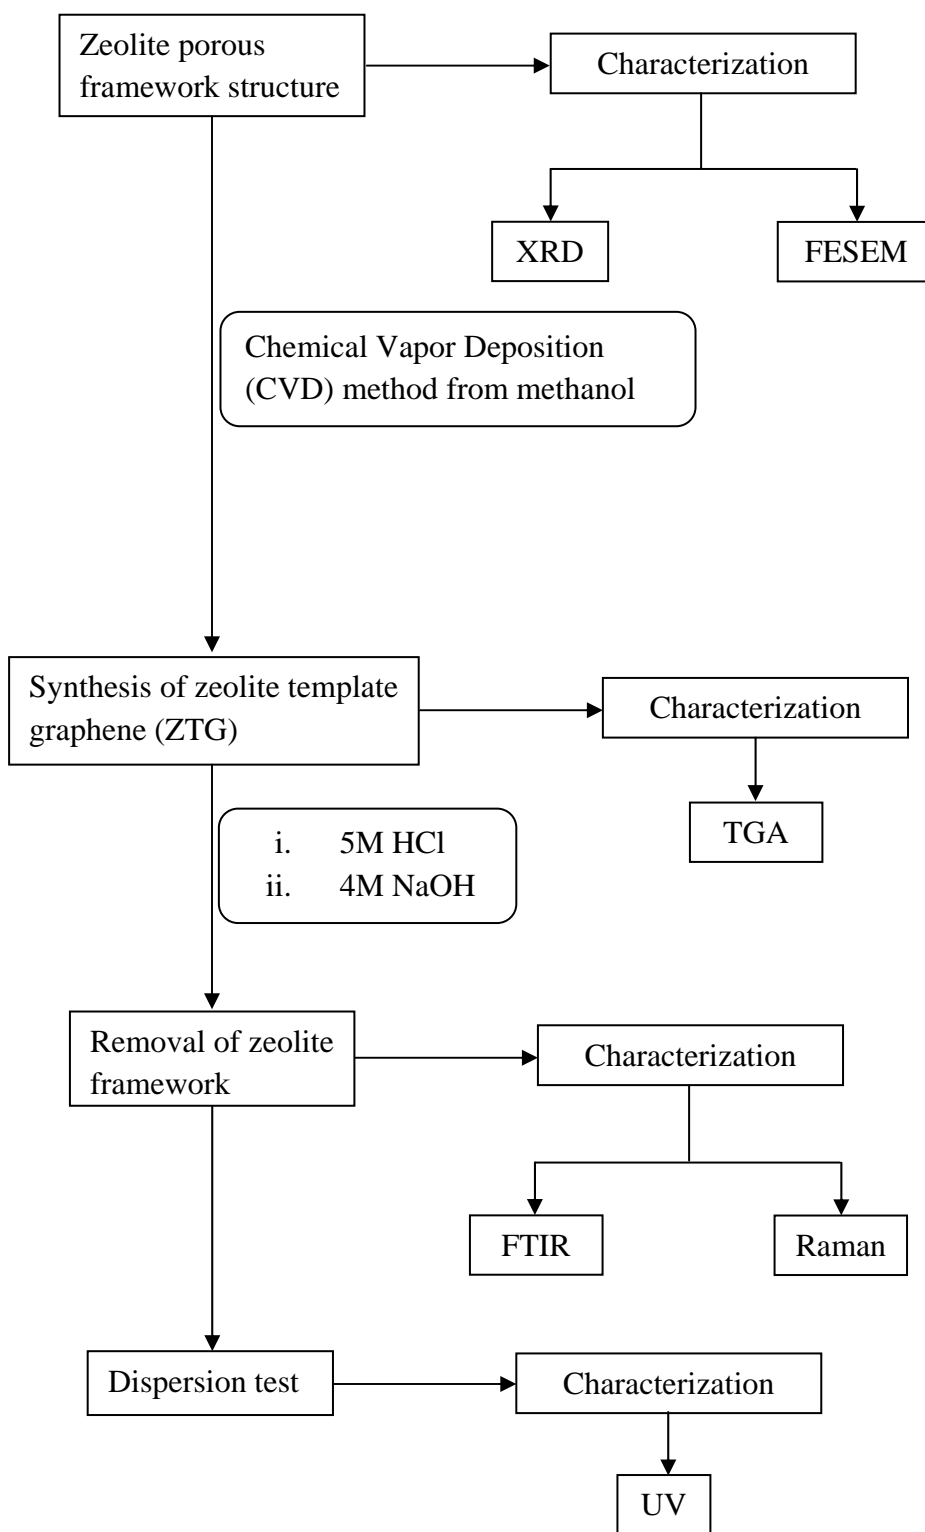 Zeolite porous
framework structure
Characterization
XRD
FESEM
Chemical Vapor Deposition
(CVD) method from methanol
Synthesis of zeolite template
graphene (ZTG)
Characterization
TGA
i. 5M HCl
ii. 4M NaOH
Removal of zeolite
framework
Characterization
FTIR
Raman
Dispersion test
Characterization
UV